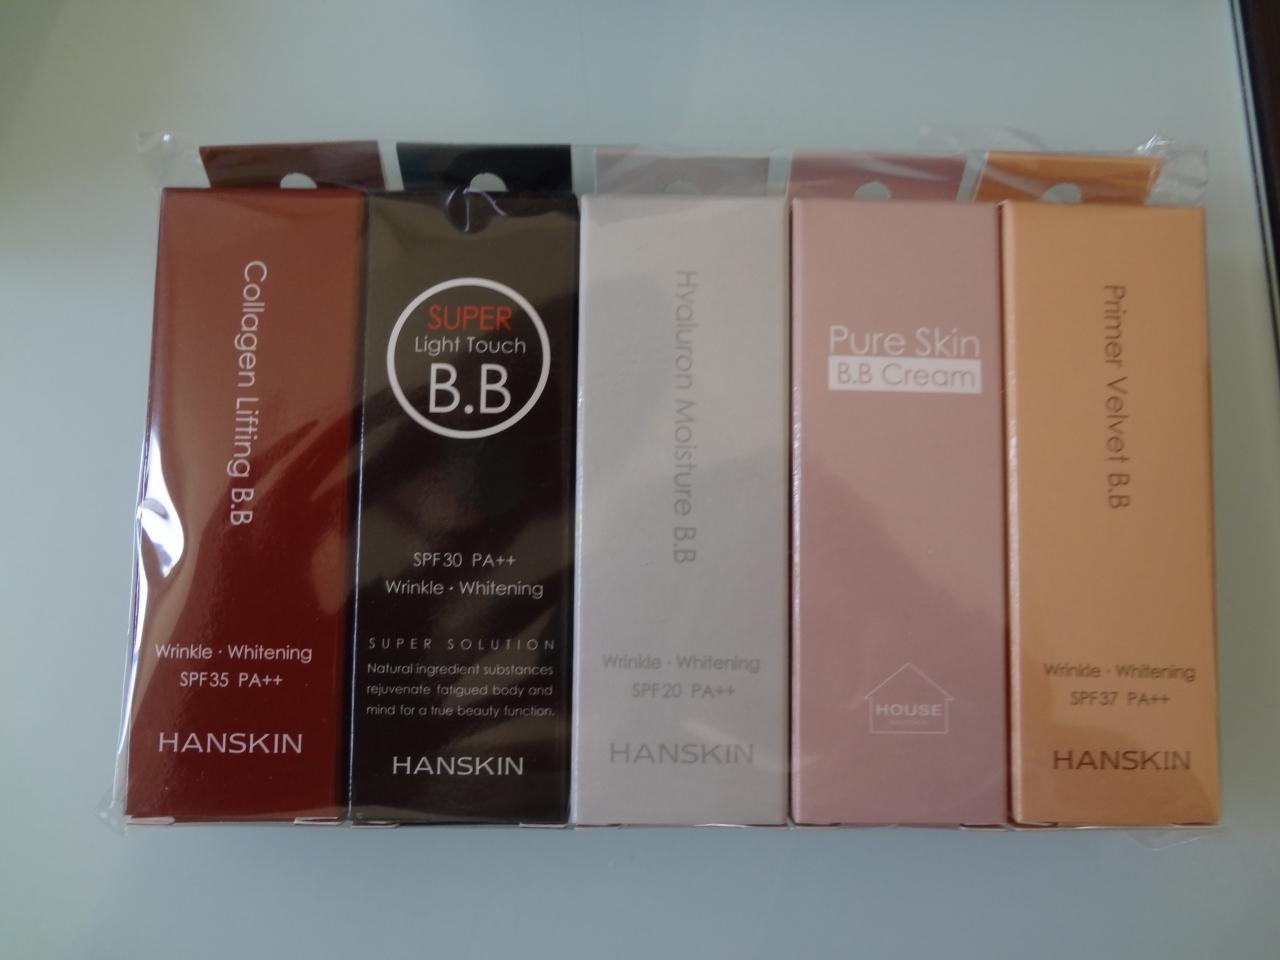 Collagen Lifting B.B
Wrinkle · Whitening
SPF35 PA++
HANSKIN
SUPER
Light Touch
B.B
SPF30 PA++
Wrinkle · Whitening
SUPER SOLUTION
Natural ingredient substances
rejuvenate fatigued body and
mind for a true beauty function.
HANSKIN
Hyaluron Moisture B.B
Wrinkle · Whitening
SPF20 PA++
HANSKIN
Pure Skin
B.B Cream
HOUSE
Primer Velvet B.B
Wrinkle · Whitening
SPF37 PA++
HANSKIN